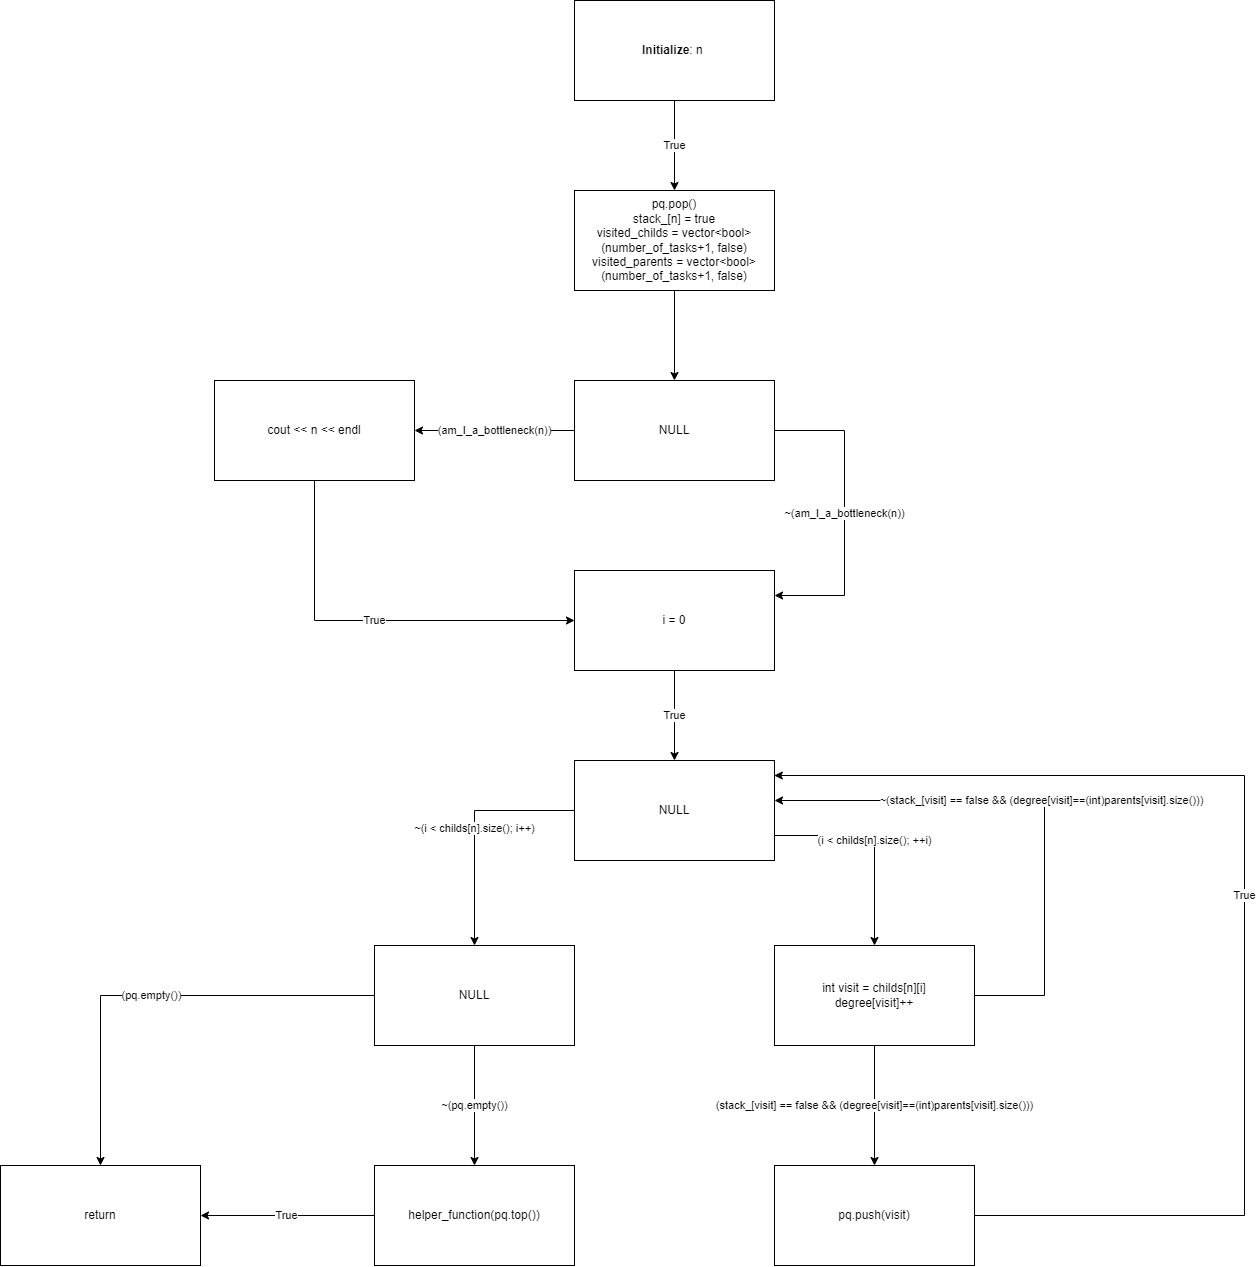 Initialize: n
True
pq.pop()
stack_[n] = true
visited_childs = vector<bool>
(number_of_tasks+1, false)
visited_parents = vector<bool>
(number_of_tasks+1, false)
cout << n << endl
(am_I_a_bottleneck(n))
NULL
~(am_I_a_bottleneck(n))
True
i = 0
True
NULL
~(stack_[visit] == false && (degree[visit]==(int)parents[visit].size()))
~(i < childs[n].size(); i++)
(i < childs[n].size(); ++i)
True
(pq.empty())
NULL
int visit = childs[n][i]
degree[visit]++
~(pq.empty())
(stack_[visit] == false && (degree[visit]==(int)parents[visit].size()))
return
True
helper_function(pq.top())
pq.push(visit)